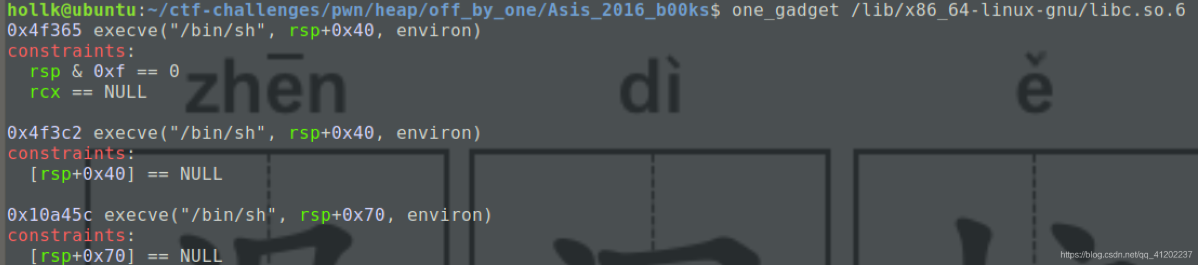 hollk@ubuntu:~/ctf-challenges/pwn/heap/off_by_one/Asis_2016_b00ks$ one_gadget /lib/x86_64-linux-gnu/libc.so.6
0x4f365 execve("/bin/sh", rsp+0x40, environ)
constraints:
  rsp & 0xf == 0
  rcx == NULL
zhēn dì ě
0x4f3c2 execve("/bin/sh", rsp+0x40, environ)
constraints:
  [rsp+0x40] == NULL
0x10a45c execve("/bin/sh", rsp+0x70, environ)
constraints:
  [rsp+0x70] == NULL
https://blog.csdn.net/qq_41202237